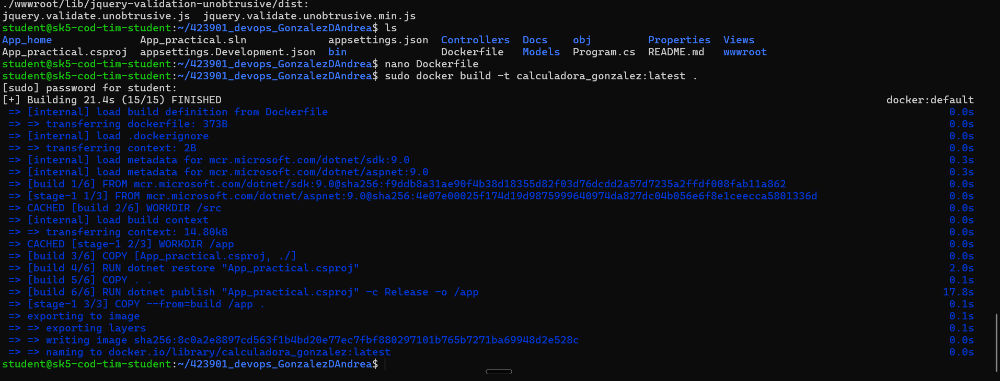 ./wwwroot/lib/jquery-validation-unobtrusive/dist:
jquery.validate.unobtrusive.js  jquery.validate.unobtrusive.min.js
student@sk5-cod-tim-student:~/423901_devops_GonzalezDAndrea$ ls
App_home              App_practical.sln             appsettings.json  Controllers  Docs    obj         Properties  Views
App_practical.csproj  appsettings.Development.json  bin               Dockerfile   Models  Program.cs  README.md   wwwroot
student@sk5-cod-tim-student:~/423901_devops_GonzalezDAndrea$ nano Dockerfile
student@sk5-cod-tim-student:~/423901_devops_GonzalezDAndrea$ sudo docker build -t calculadora_gonzalez:latest .
[sudo] password for student:
[+] Building 21.4s (15/15) FINISHED docker:default
=> [internal] load build definition from Dockerfile 0.0s
=> => transferring dockerfile: 373B 0.0s
=> [internal] load .dockerignore 0.0s
=> => transferring context: 2B 0.0s
=> [internal] load metadata for mcr.microsoft.com/dotnet/sdk:9.0 0.3s
=> [internal] load metadata for mcr.microsoft.com/dotnet/aspnet:9.0 0.3s
=> [build 1/6] FROM mcr.microsoft.com/dotnet/sdk:9.0@sha256:f9ddb8a31ae90f4b38d18355d82f03d76dcdd2a57d7235a2ffdf008fab11a862 0.0s
=> [stage-1 1/3] FROM mcr.microsoft.com/dotnet/aspnet:9.0@sha256:4e07e00025f174d19d9875999640974da827dc04b056e6f8e1ceecca5801336d 0.0s
=> CACHED [build 2/6] WORKDIR /src 0.0s
=> [internal] load build context 0.0s
=> => transferring context: 14.80kB 0.0s
=> CACHED [stage-1 2/3] WORKDIR /app 0.0s
=> [build 3/6] COPY [App_practical.csproj, ./] 0.0s
=> [build 4/6] RUN dotnet restore "App_practical.csproj" 2.0s
=> [build 5/6] COPY . . 0.1s
=> [build 6/6] RUN dotnet publish "App_practical.csproj" -c Release -o /app 17.8s
=> [stage-1 3/3] COPY --from=build /app . 0.1s
=> exporting to image 0.1s
=> => exporting layers 0.1s
=> => writing image sha256:8c0a2e8897cd563f1b4bd20e77ec7fbf880297101b765b7271ba69948d2e528c 0.0s
=> => naming to docker.io/library/calculadora_gonzalez:latest 0.0s
student@sk5-cod-tim-student:~/423901_devops_GonzalezDAndrea$